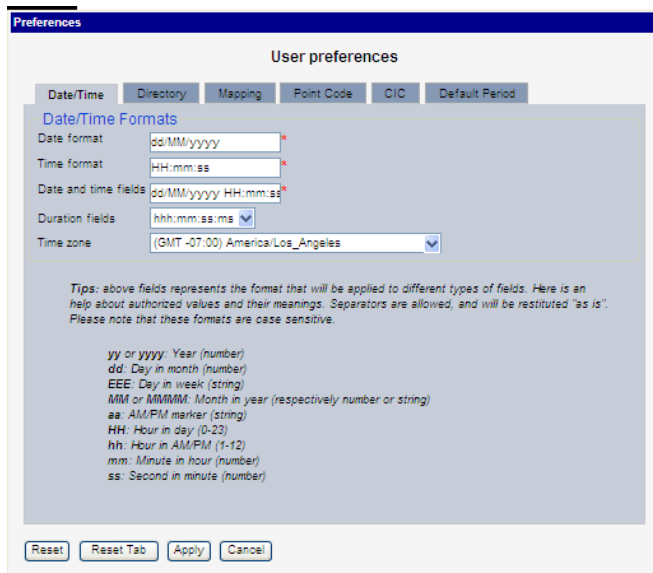 Preferences
User preferences
Date/Time Directory Mapping Point Code CIC Default Period
Date/Time Formats
Date format dd/MM/yyyy *
Time format HH:mm:ss *
Date and time fields dd/MM/yyyy HH:mm:ss *
Duration fields hhh:mm:ss:ms
Time zone (GMT -07:00) America/Los_Angeles
Tips: above fields represents the format that will be applied to different types of fields. Here is an
help about authorized values and their meanings. Separators are allowed, and will be restituted "as is".
Please note that these formats are case sensitive.
yy or yyyy: Year (number)
dd: Day in month (number)
EEE: Day in week (string)
MM or MMMM: Month in year (respectively number or string)
aa: AM/PM marker (string)
HH: Hour in day (0-23)
hh: Hour in AM/PM (1-12)
mm: Minute in hour (number)
ss: Second in minute (number)
Reset Reset Tab Apply Cancel